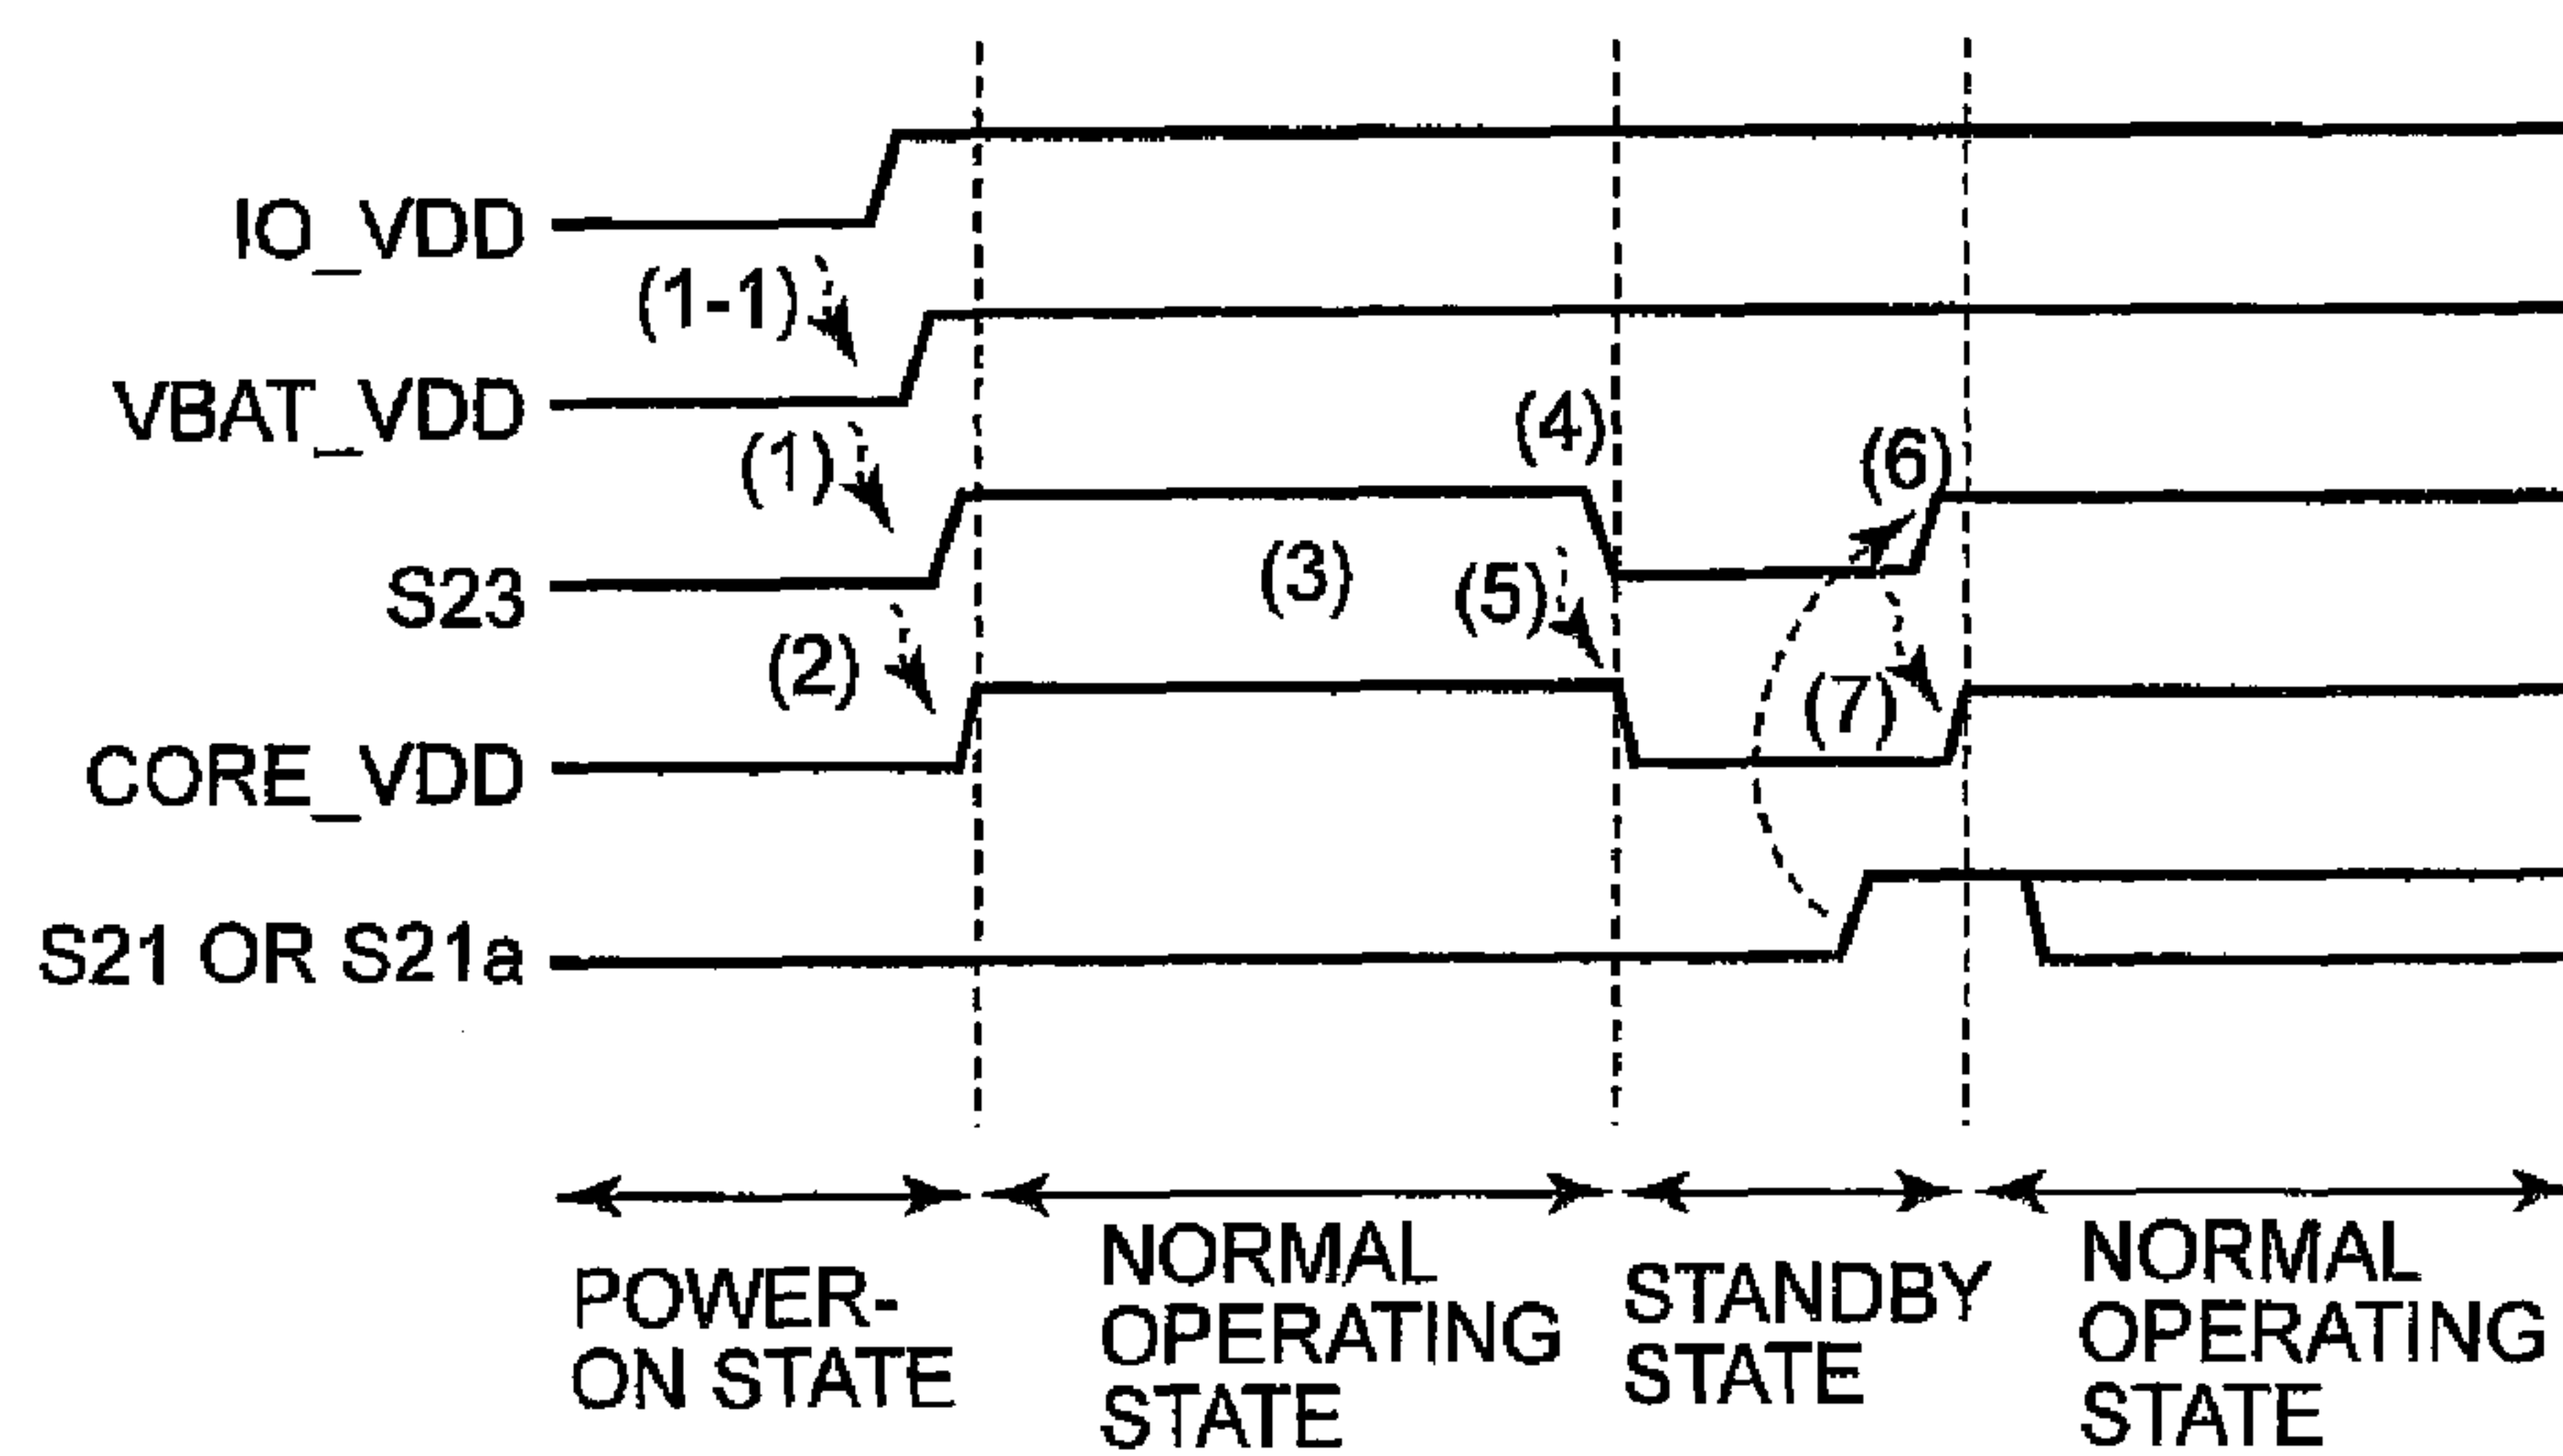 IO_VDD
(1-1)
VBAT_VDD
(1)
(4)
(6)
S23
(2)
(3)
(5)
(7)
CORE_VDD
S21 OR S21a
POWER-
ON STATE
NORMAL
OPERATING
STATE
STANDBY
STATE
NORMAL
OPERATING
STATE